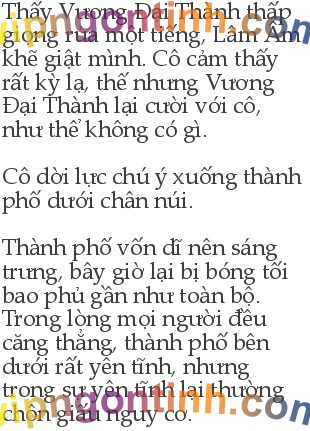 Thấy Vương Đại Thành thấp
giọng rủa một tiếng, Lâm Âm
khẽ giật mình. Cô cảm thấy
rất kỳ lạ, thế nhưng Vương
Đại Thành lại cười với cô,
như thể không có gì.
Cô dời lực chú ý xuống thành
phố dưới chân núi.
Thành phố vốn dĩ nên sáng
trưng, bây giờ lại bị bóng tối
bao phủ gần như toàn bộ.
Trong lòng mọi người đều
căng thẳng, thành phố bên
dưới rất yên tĩnh, nhưng
trong sự yên tĩnh lại thường
chôn giấu nguy cơ.
vipngontinh.com
vipngontinh.com